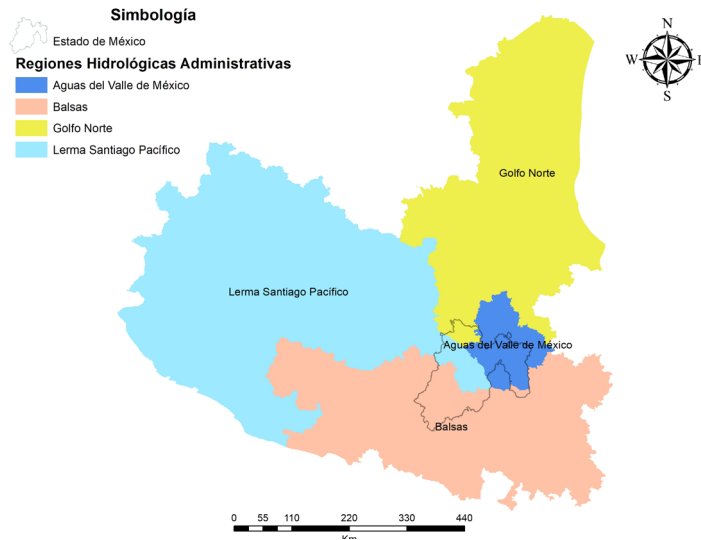 Simbología
Estado de México
Regiones Hidrológicas Administrativas
Aguas del Valle de México
Balsas
Golfo Norte
Lerma Santiago Pacífico
N
W
S
Golfo Norte
Lerma Santiago Pacífico
Aguas del Valle de México
Balsas
0 55 110 220 330 440
Km